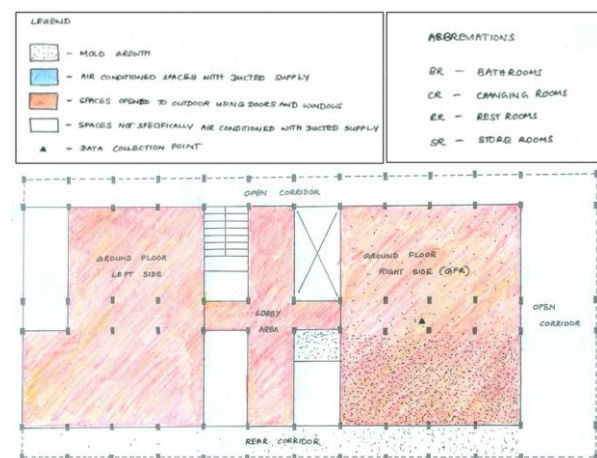 LEGEND
- MOLD GROWTH
- AIR CONDITIONED SPACES WITH DUCTED SUPPLY
- SPACES OPENED TO OUTDOOR USING DOORS AND WINDOWS
- SPACES NOT SPECIFICALLY AIR CONDITIONED WITH DUCTED SUPPLY
- DATA COLLECTION POINT
ABBREVIATIONS
BR - BATHROOMS
CR - CHANGING ROOMS
RR - REST ROOMS
SR - STORE ROOMS
OPEN CORRIDOR
GROUND FLOOR
LEFT SIDE
GROUND FLOOR
RIGHT SIDE (GFR)
LOBBY
AREA
OPEN
CORRIDOR
REAR CORRIDOR